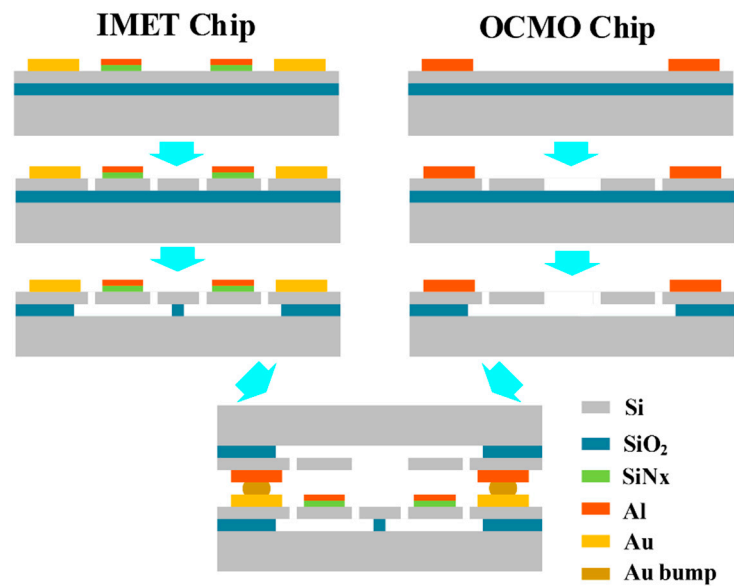 IMET Chip
OCMO Chip
Si
SiO₂
SiNx
Al
Au
Au bump